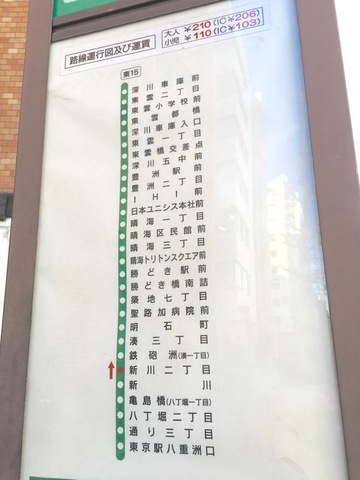 大人 ¥210(IC¥206)
小児 ¥110(IC¥103)
路線運行図及び運賃
東15
深川車庫前
東雲二丁目
東雲小学校前
東雲都橋
深川車庫入口
東雲一丁目
東雲橋交差点
深川五中前
豊洲駅前
豊洲二丁目
IHI前
日本ユニシス本社前
晴海一丁目
晴海区民館前
晴海三丁目
晴海トリトンスクエア前
勝どき駅前
勝どき橋南詰
築地七丁目
聖路加病院前
明石町
湊三丁目
鉄砲洲(湊一丁目)
新川二丁目
新川
亀島橋(八丁堀一丁目)
八丁堀二丁目
通り三丁目
東京駅八重洲口